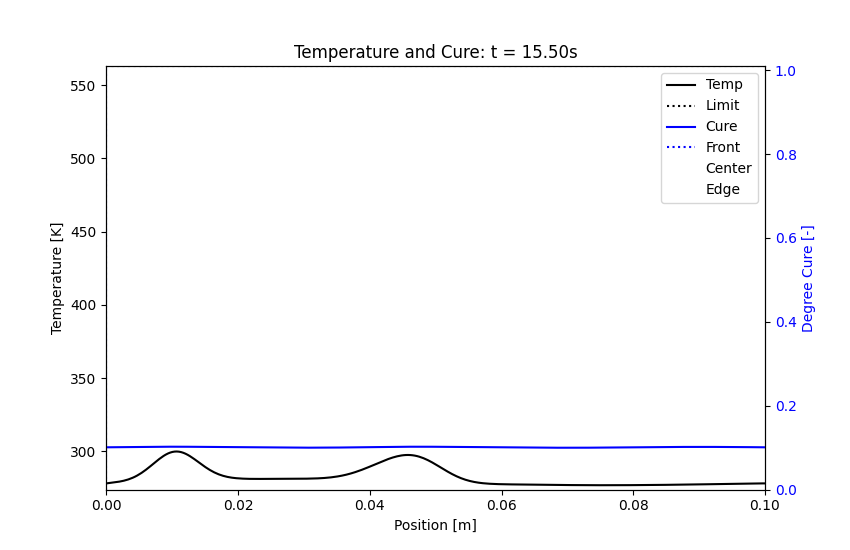 Temperature and Cure: t = 15.50s
Temperature [K]
550
500
450
400
350
300
Temp
Limit
Cure
Front
Center
Edge
1.0
0.8
0.6
0.4
0.2
0.0
Degree Cure [-]
0.00
0.02
0.04
0.06
0.08
0.10
Position [m]